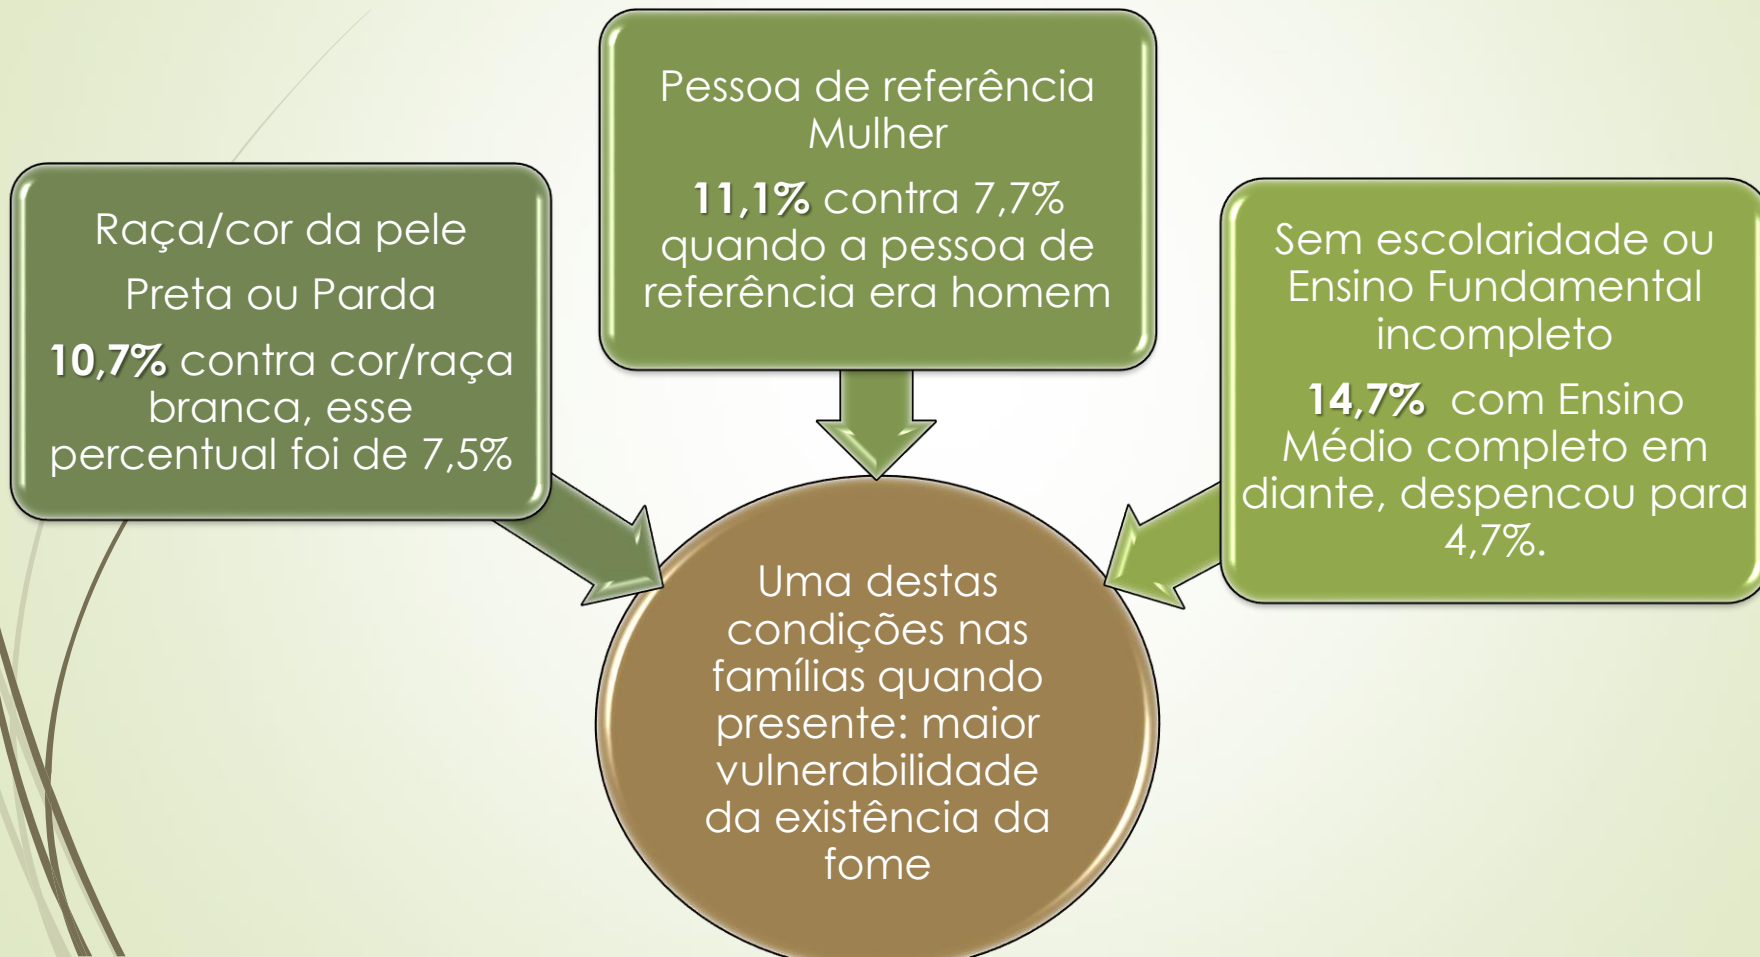 Pessoa de referência
Mulher
11,1% contra 7,7%
quando a pessoa de
referência era homem
Raça/cor da pele
Preta ou Parda
10,7% contra cor/raça
branca, esse
percentual foi de 7,5%
Sem escolaridade ou
Ensino Fundamental
incompleto
14,7% com Ensino
Médio completo em
diante, despencou para
4,7%.
Uma destas
condições nas
famílias quando
presente: maior
vulnerabilidade
da existência da
fome